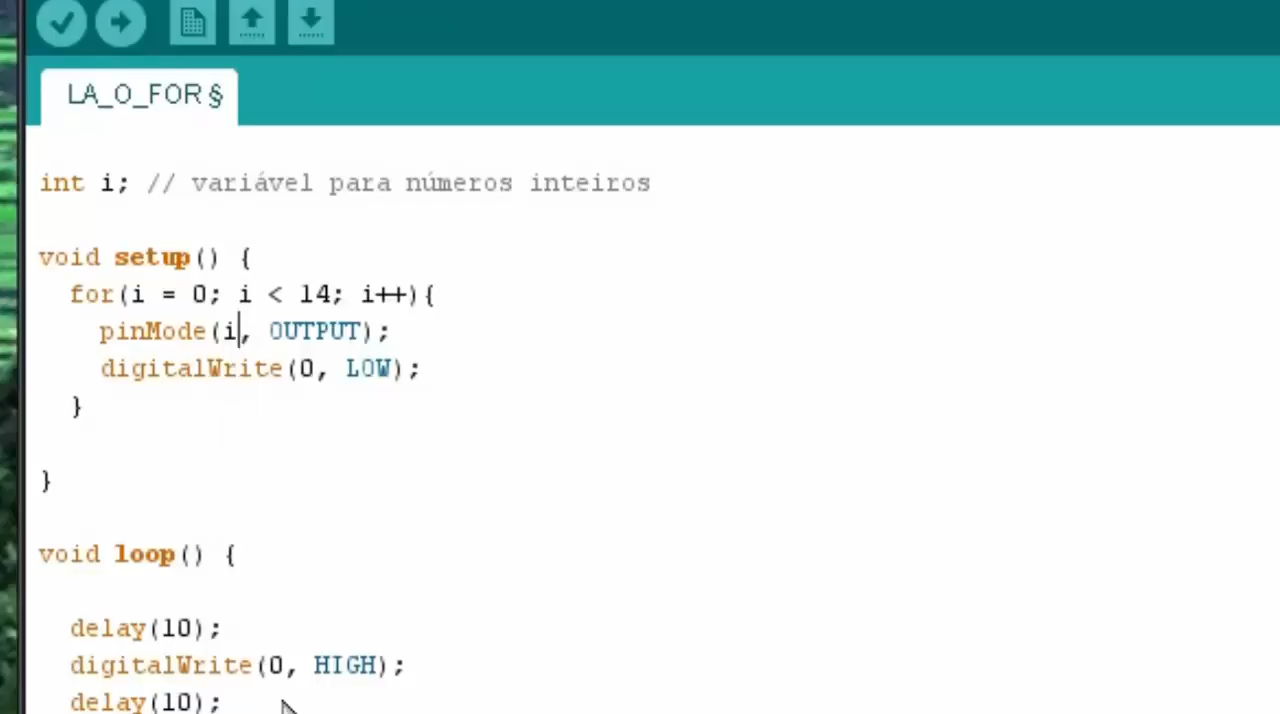 LA_O_FOR §
int i; // variável para números inteiros
void setup() {
for(i = 0; i < 14; i++){
pinMode(i, OUTPUT);
digitalWrite(0, LOW);
}
}
void loop() {
delay(10);
digitalWrite(0, HIGH);
delay(10);